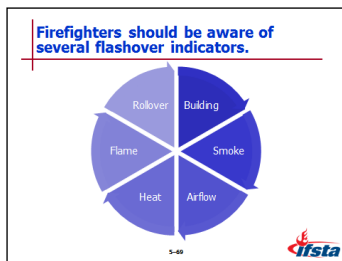 Firefighters should be aware of
several flashover indicators.
Rollover
Building
Flame
Smoke
Heat
Airflow
5–69
ifsta